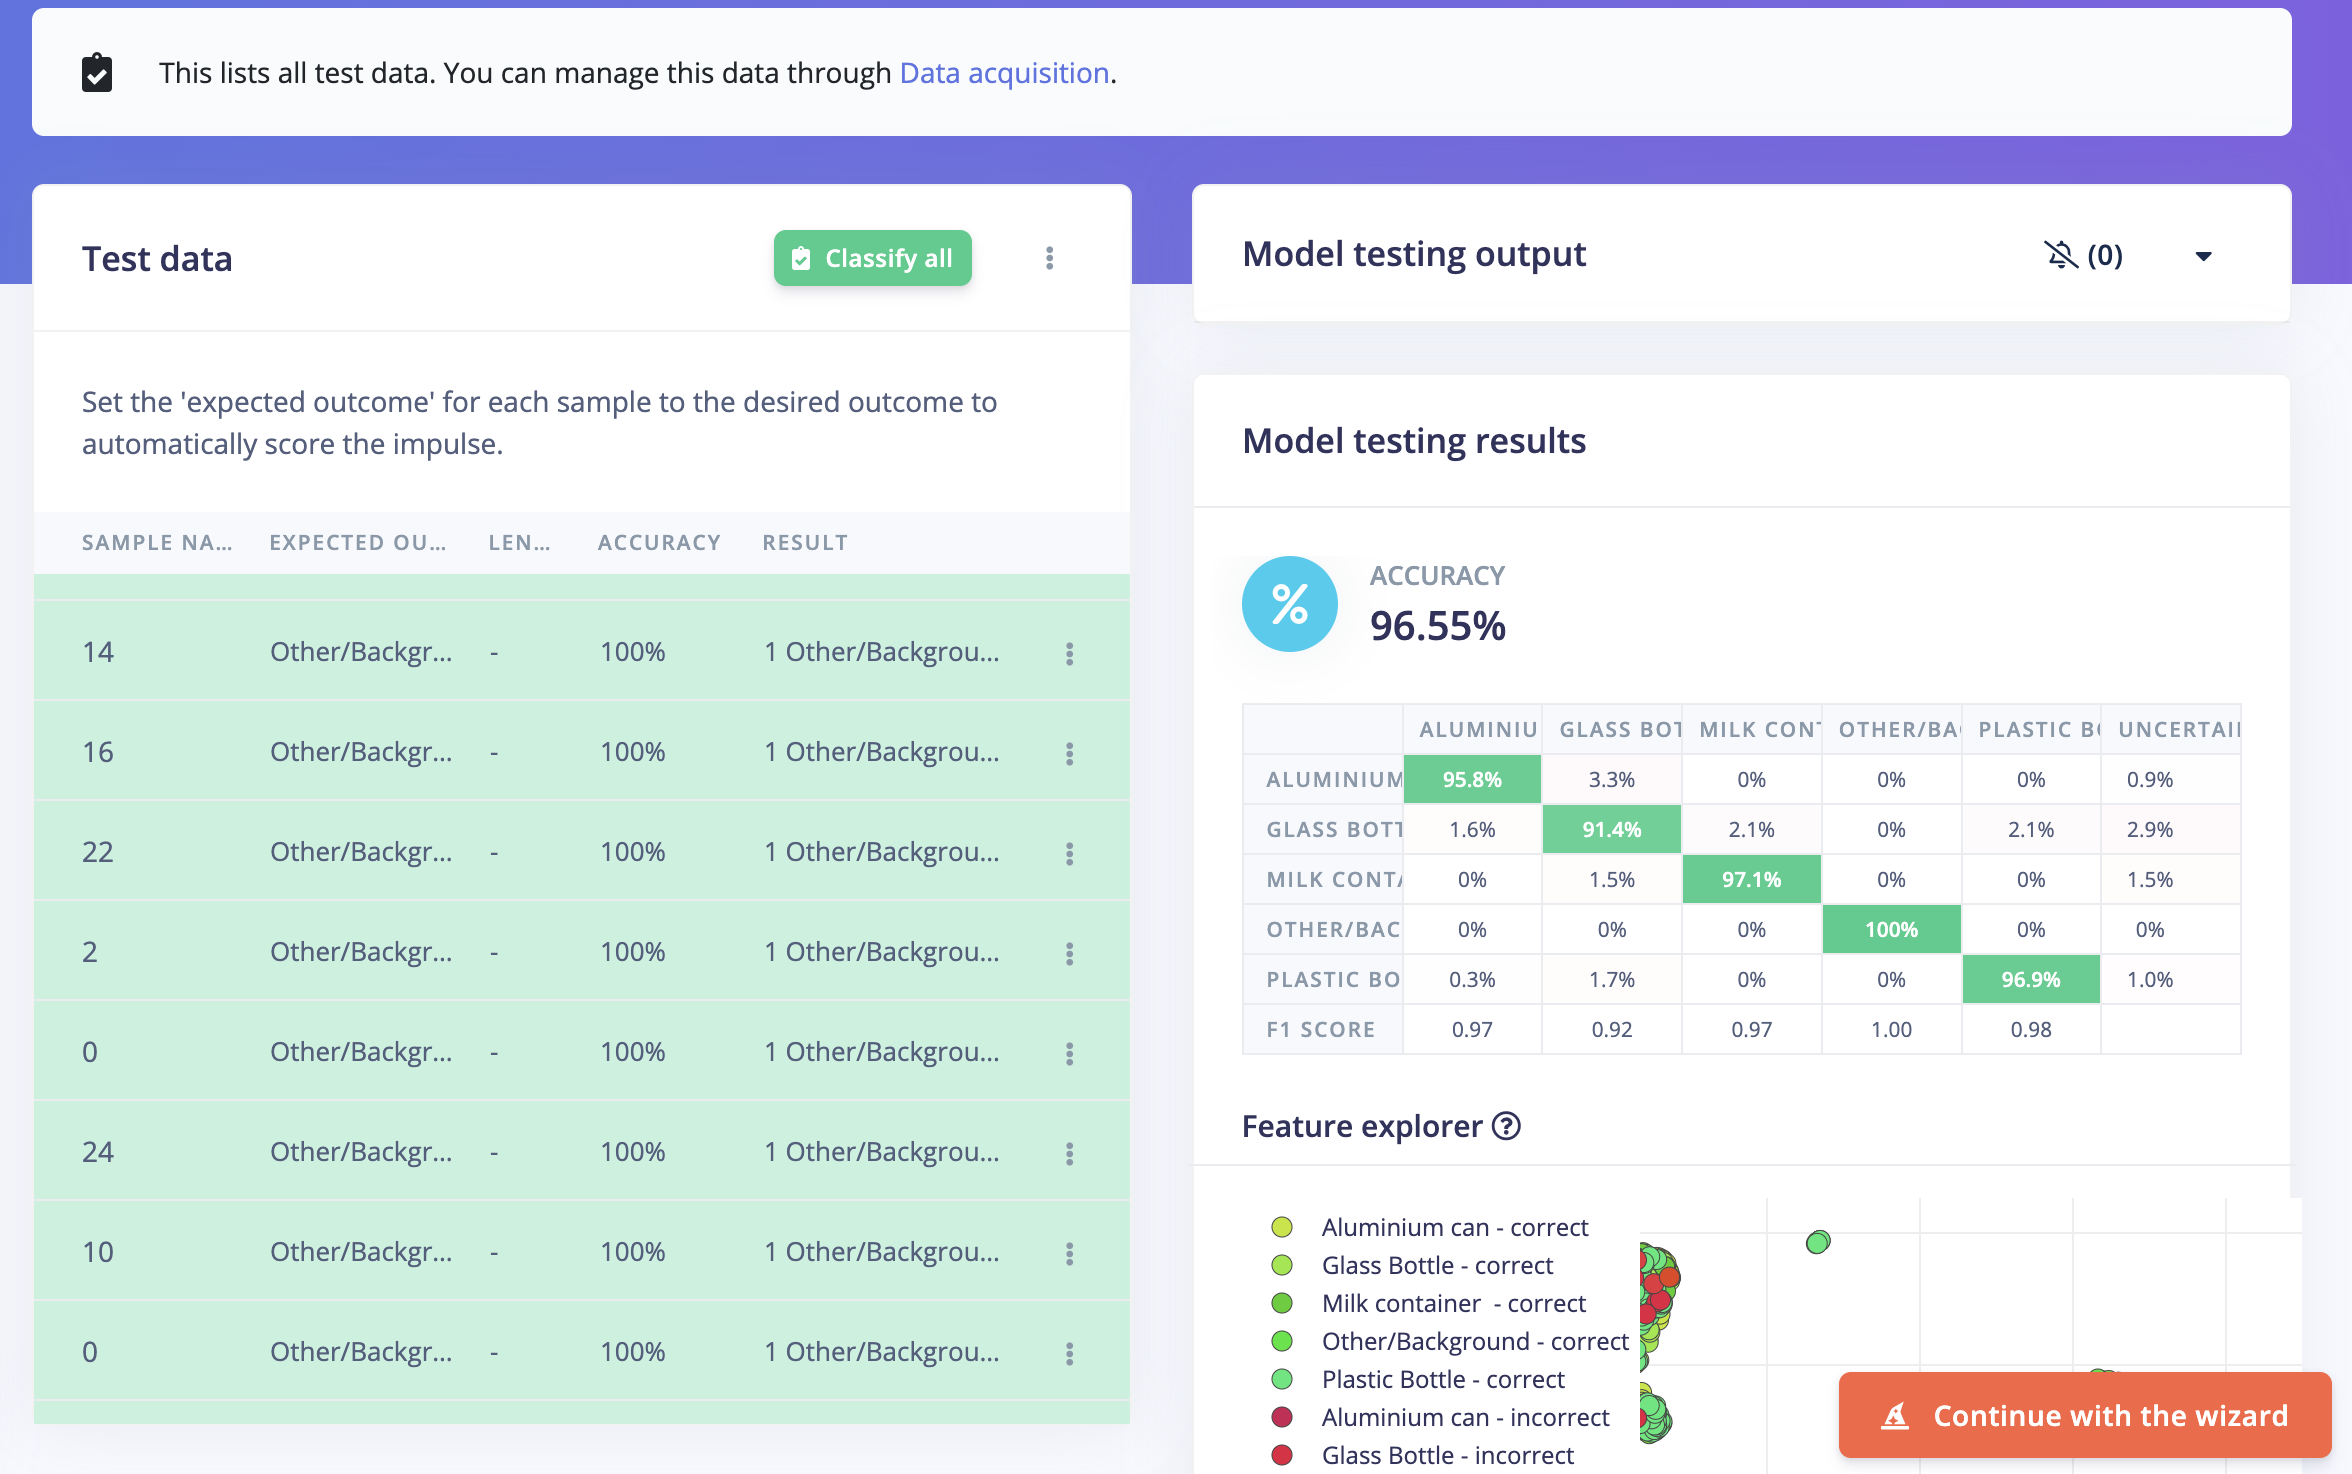 This lists all test data. You can manage this data through Data acquisition.
Test data
Classify all
Set the 'expected outcome' for each sample to the desired outcome to
automatically score the impulse.
SAMPLE NA... EXPECTED OU... LEN... ACCURACY RESULT
14 Other/Backgr... - 100% 1 Other/Backgrou...
16 Other/Backgr... - 100% 1 Other/Backgrou...
22 Other/Backgr... - 100% 1 Other/Backgrou...
2 Other/Backgr... - 100% 1 Other/Backgrou...
0 Other/Backgr... - 100% 1 Other/Backgrou...
24 Other/Backgr... - 100% 1 Other/Backgrou...
10 Other/Backgr... - 100% 1 Other/Backgrou...
0 Other/Backgr... - 100% 1 Other/Backgrou...
Model testing output (0)
Model testing results
%
ACCURACY
96.55%
ALUMINIU GLASS BOT MILK CONT OTHER/BA PLASTIC BO UNCERTAIN
ALUMINIUM 95.8% 3.3% 0% 0% 0% 0.9%
GLASS BOTT 1.6% 91.4% 2.1% 0% 2.1% 2.9%
MILK CONTA 0% 1.5% 97.1% 0% 0% 1.5%
OTHER/BAC 0% 0% 0% 100% 0% 0%
PLASTIC BO 0.3% 1.7% 0% 0% 96.9% 1.0%
F1 SCORE 0.97 0.92 0.97 1.00 0.98
Feature explorer ?
Aluminium can - correct
Glass Bottle - correct
Milk container - correct
Other/Background - correct
Plastic Bottle - correct
Aluminium can - incorrect
Glass Bottle - incorrect
Continue with the wizard